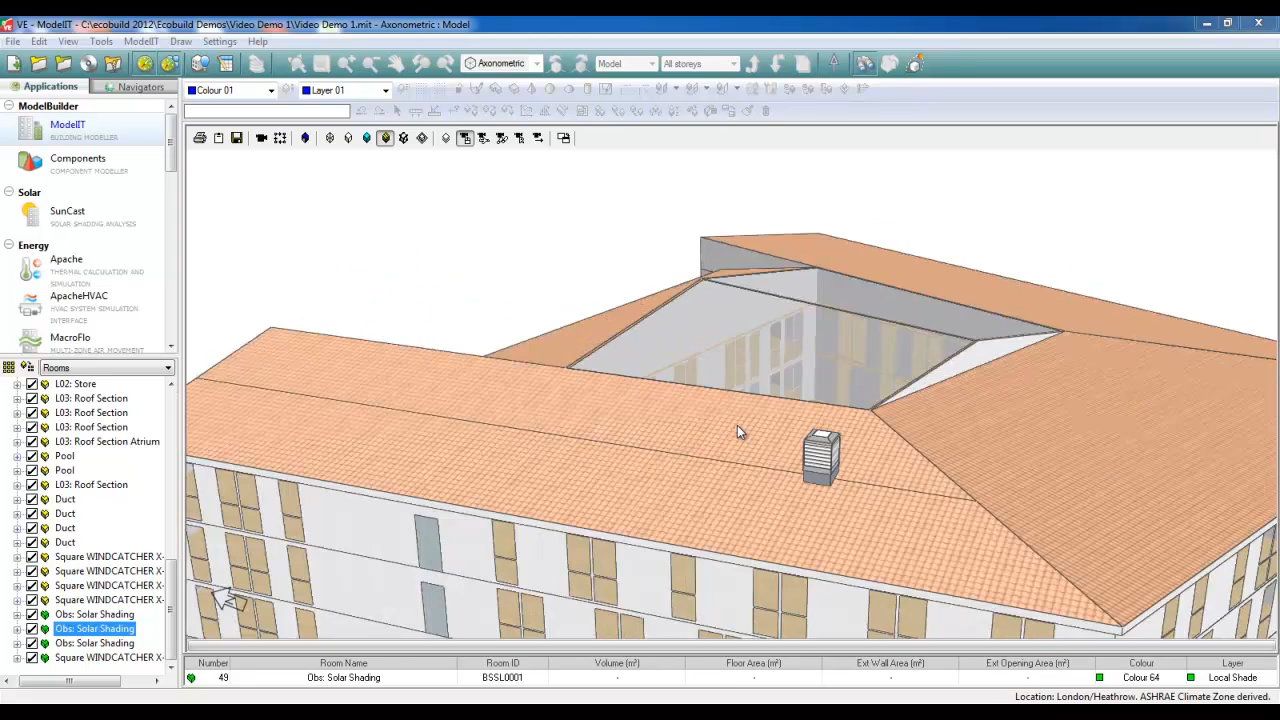 VE - ModelIT - C:\ecobuild 2012\Ecobuild Demos\Video Demo 1\Video Demo 1.mit - Axonometric : Model
File Edit View Tools ModelIT Draw Settings Help
Axonometric Model All storeys
Applications Navigators
Colour 01 Layer 01
ModelBuilder
ModelIT
BUILDING MODELLER
Components
COMPONENT MODELLER
Solar
SunCast
SOLAR SHADING ANALYSIS
Energy
Apache
THERMAL CALCULATION AND
SIMULATION
ApacheHVAC
HVAC SYSTEM SIMULATION
INTERFACE
MacroFlo
MULTI-ZONE AIR MOVEMENT
Rooms
L02: Store
L03: Roof Section
L03: Roof Section
L03: Roof Section
L03: Roof Section Atrium
Pool
Pool
L03: Roof Section
Duct
Duct
Duct
Duct
Square WINDCATCHER X-
Square WINDCATCHER X-
Square WINDCATCHER X-
Square WINDCATCHER X-
Obs: Solar Shading
Obs: Solar Shading
Obs: Solar Shading
Square WINDCATCHER X-
Number Room Name Room ID Volume (m²) Floor Area (m²) Ext Wall Area (m²) Ext Opening Area (m²) Colour Layer
49 Obs: Solar Shading BSSL0001 - - - - Colour 64 Local Shade
Location: London/Heathrow. ASHRAE Climate Zone derived.